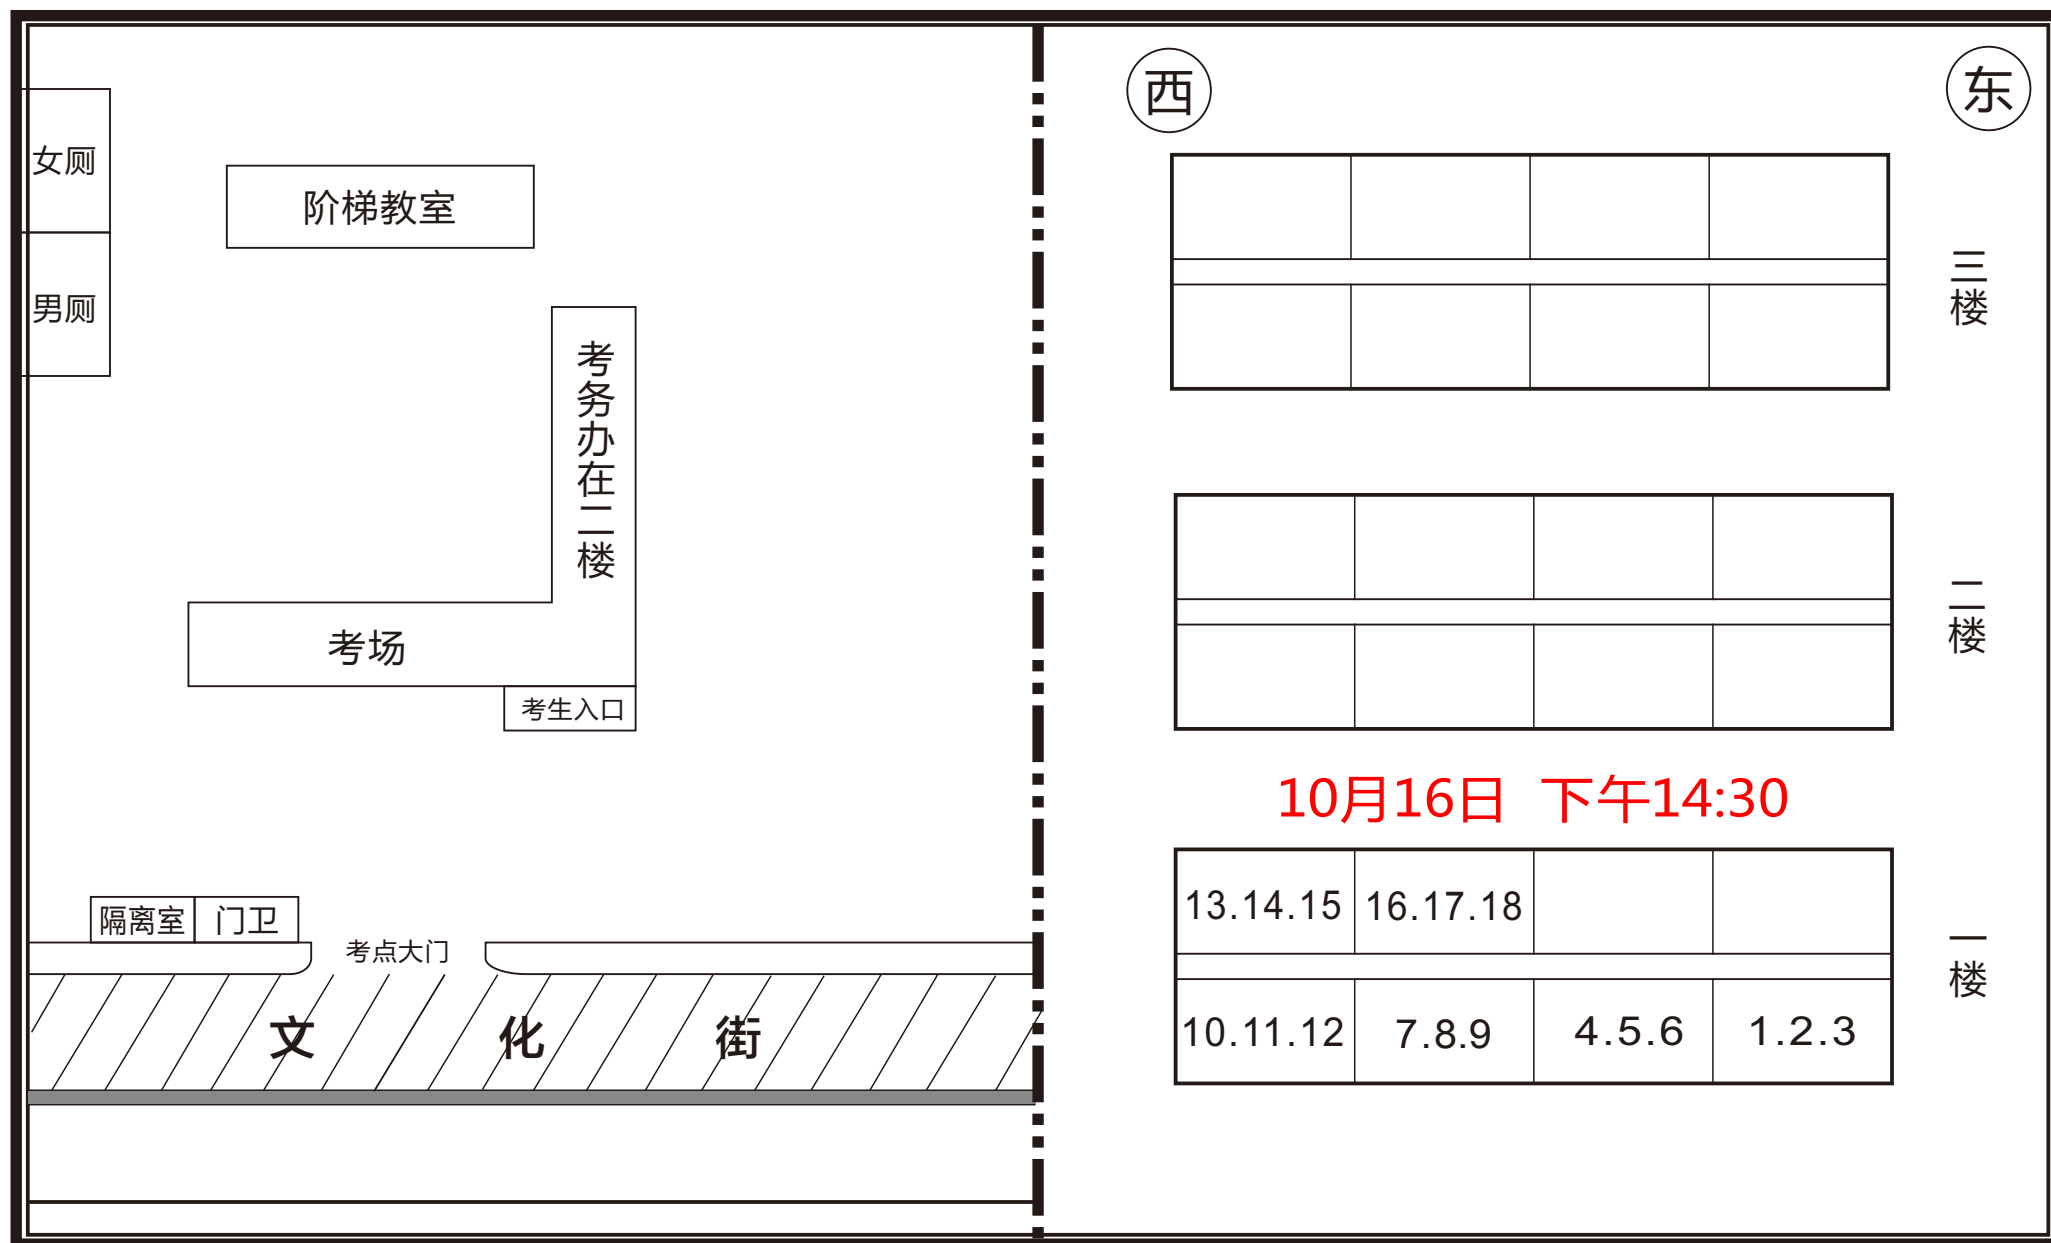 女厕
男厕
阶梯教室
考务办在二楼
考场
考生入口
隔离室
门卫
考点大门
文化街
西
东
三楼
二楼
10月16日 下午14:30
13.14.15
16.17.18
10.11.12
7.8.9
4.5.6
1.2.3
一楼